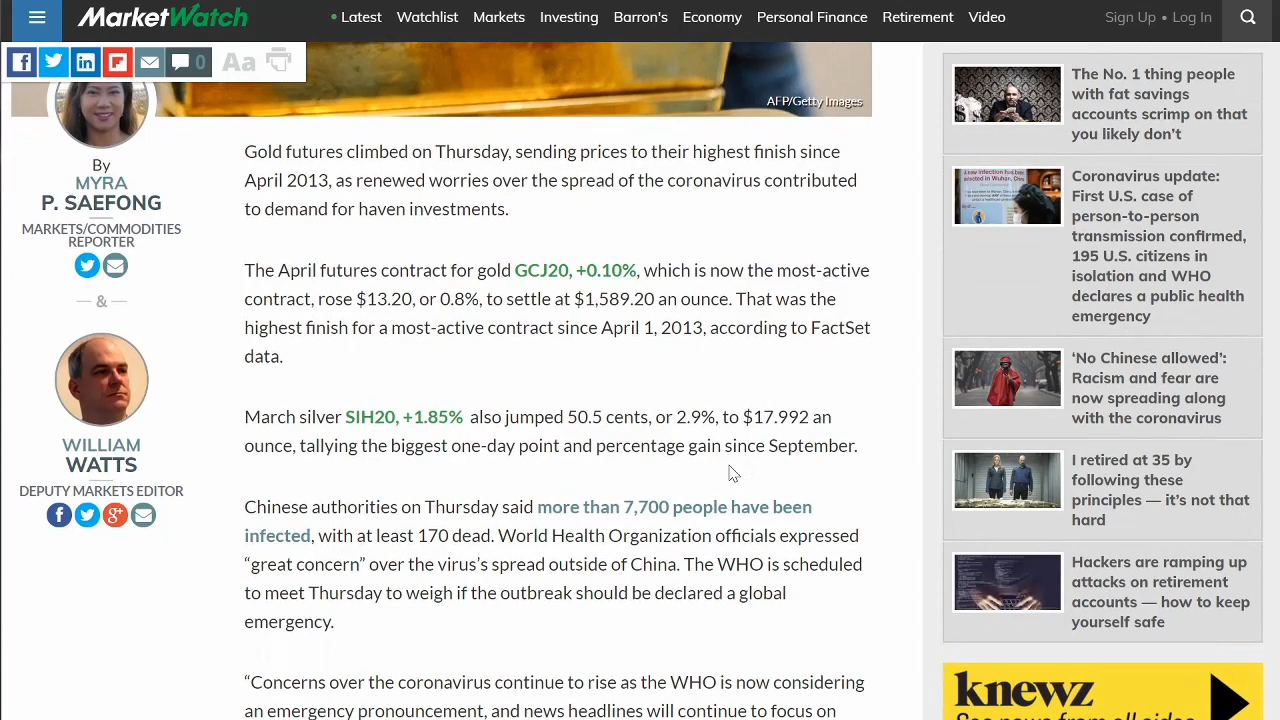 MarketWatch
Latest
Watchlist
Markets
Investing
Barron's
Economy
Personal Finance
Retirement
Video
Sign Up • Log In
0
Aa
AFP/Getty Images
By
MYRA
P. SAEFONG
MARKETS/COMMODITIES
REPORTER
&
WILLIAM
WATTS
DEPUTY MARKETS EDITOR
Gold futures climbed on Thursday, sending prices to their highest finish since
April 2013, as renewed worries over the spread of the coronavirus contributed
to demand for haven investments.
The April futures contract for gold GCJ20, +0.10%, which is now the most-active
contract, rose $13.20, or 0.8%, to settle at $1,589.20 an ounce. That was the
highest finish for a most-active contract since April 1, 2013, according to FactSet
data.
March silver SIH20, +1.85% also jumped 50.5 cents, or 2.9%, to $17.992 an
ounce, tallying the biggest one-day point and percentage gain since September.
Chinese authorities on Thursday said more than 7,700 people have been
infected, with at least 170 dead. World Health Organization officials expressed
“great concern” over the virus’s spread outside of China. The WHO is scheduled
to meet Thursday to weigh if the outbreak should be declared a global
emergency.
“Concerns over the coronavirus continue to rise as the WHO is now considering
an emergency pronouncement, and news headlines will continue to focus on
The No. 1 thing people
with fat savings
accounts scrimp on that
you likely don’t
Coronavirus update:
First U.S. case of
person-to-person
transmission confirmed,
195 U.S. citizens in
isolation and WHO
declares a public health
emergency
‘No Chinese allowed’:
Racism and fear are
now spreading along
with the coronavirus
I retired at 35 by
following these
principles — it’s not that
hard
Hackers are ramping up
attacks on retirement
accounts — how to keep
yourself safe
knewz
See news from all sides